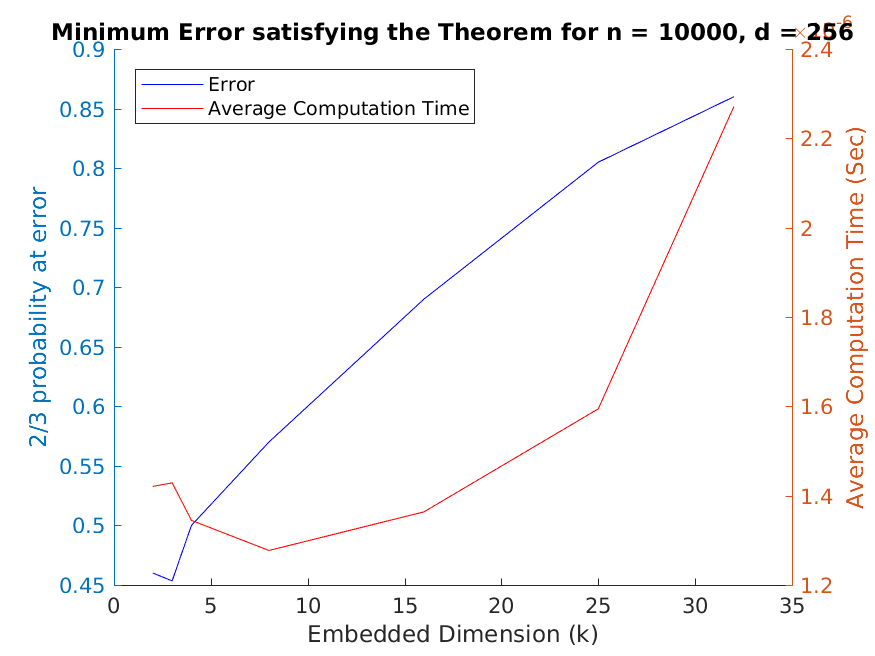 Minimum Error satisfying the Theorem for n = 10000, d = 256
Error
Average Computation Time
2/3 probability at error
0.9
0.85
0.8
0.75
0.7
0.65
0.6
0.55
0.5
0.45
2.4
2.2
2
1.8
1.6
1.4
1.2
Average Computation Time (Sec)
0 5 10 15 20 25 30 35
Embedded Dimension (k)